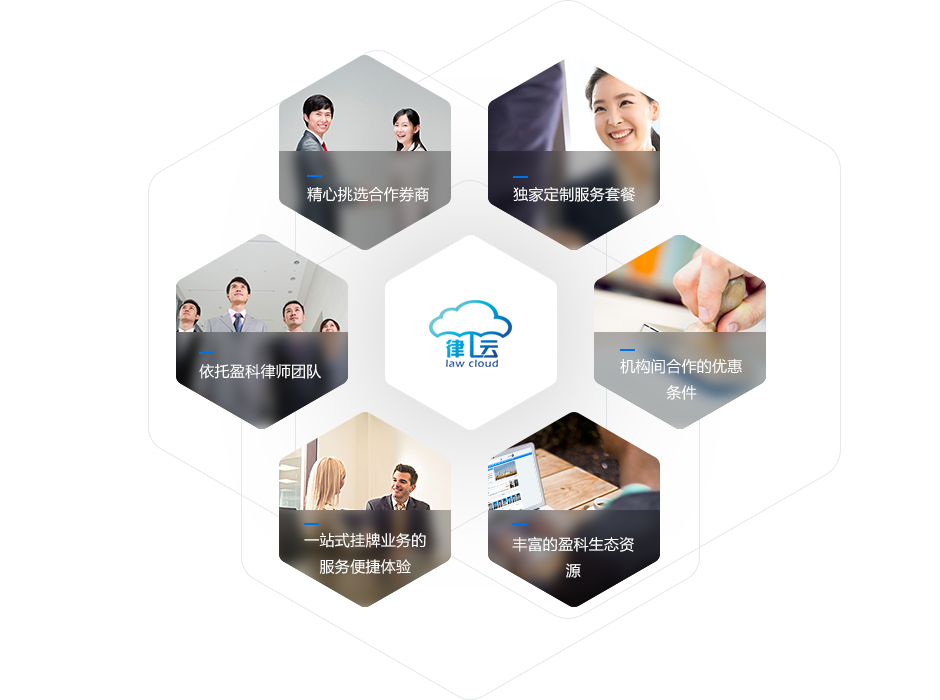 精心挑选合作券商
独家定制服务套餐
依托盈科律师团队
律云
law cloud
机构间合作的优惠
条件
一站式挂牌业务的
服务便捷体验
丰富的盈科生态资
源